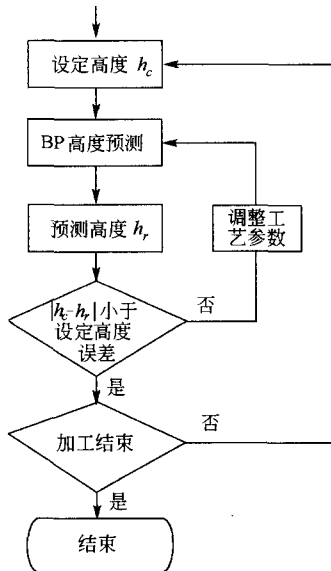 设定高度 h_c
BP高度预测
预测高度 h_r
调整工
艺参数
|h_c-h_r|小于
设定高度
误差
否
是
加工结束
否
是
结束